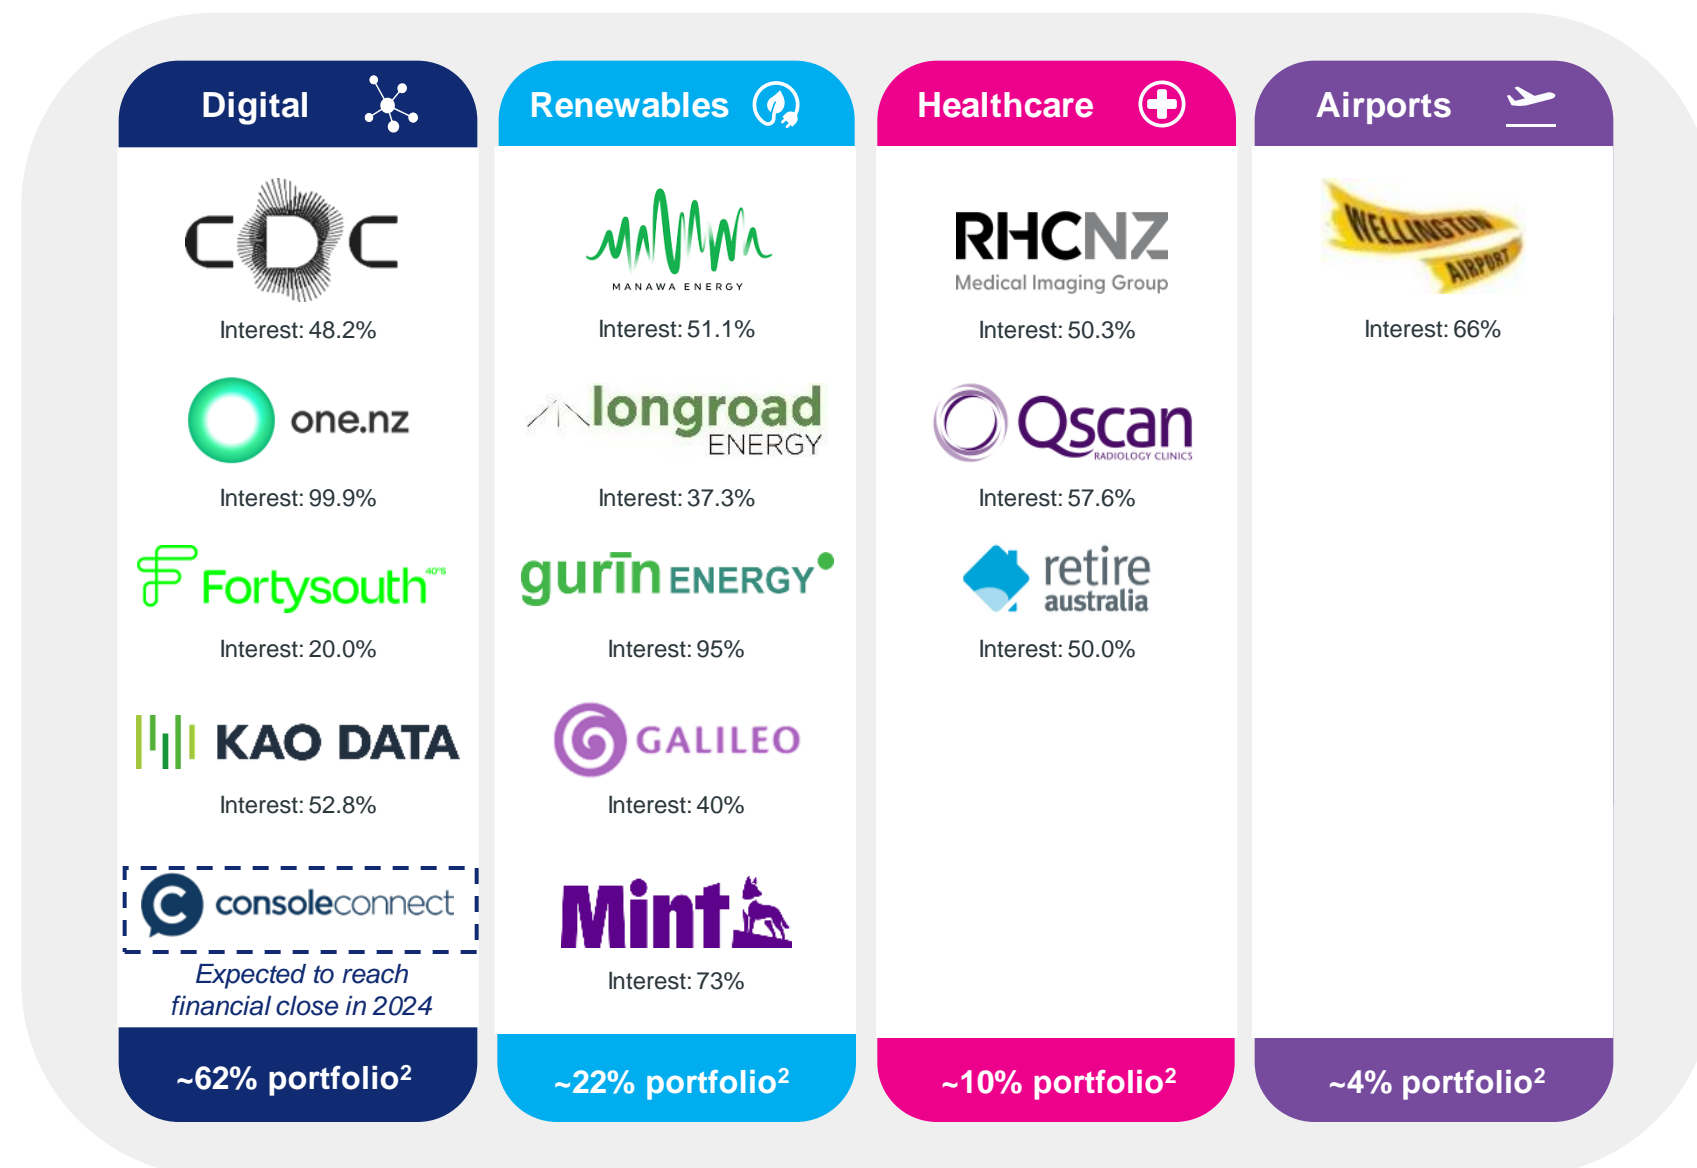 Digital
CDC
Interest: 48.2%
one.nz
Interest: 99.9%
Fortysouth 40°S
Interest: 20.0%
KAO DATA
Interest: 52.8%
consoleconnect
Expected to reach
financial close in 2024
~62% portfolio²
Renewables
MANAWA
MANAWA ENERGY
Interest: 51.1%
longroad
ENERGY
Interest: 37.3%
gurīn ENERGY
Interest: 95%
GALILEO
Interest: 40%
Mint
Interest: 73%
~22% portfolio²
Healthcare
RHCNZ
Medical Imaging Group
Interest: 50.3%
Qscan
RADIOLOGY CLINICS
Interest: 57.6%
retire
australia
Interest: 50.0%
~10% portfolio²
Airports
WELLINGTON
AIRPORT
Interest: 66%
~4% portfolio²